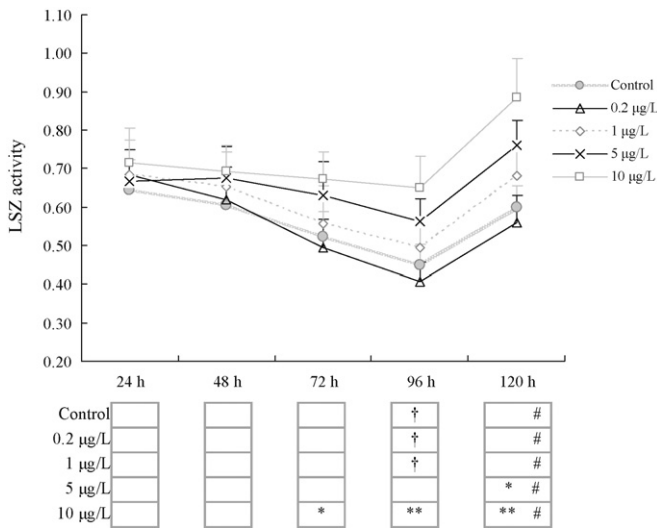 1.10
1.00
0.90
0.80
0.70
0.60
0.50
0.40
0.30
0.20
LSZ activity
Control
0.2 μg/L
1 μg/L
5 μg/L
10 μg/L
24 h 48 h 72 h 96 h 120 h
Control † #
0.2 μg/L † #
1 μg/L † #
5 μg/L * #
10 μg/L * ** ** #